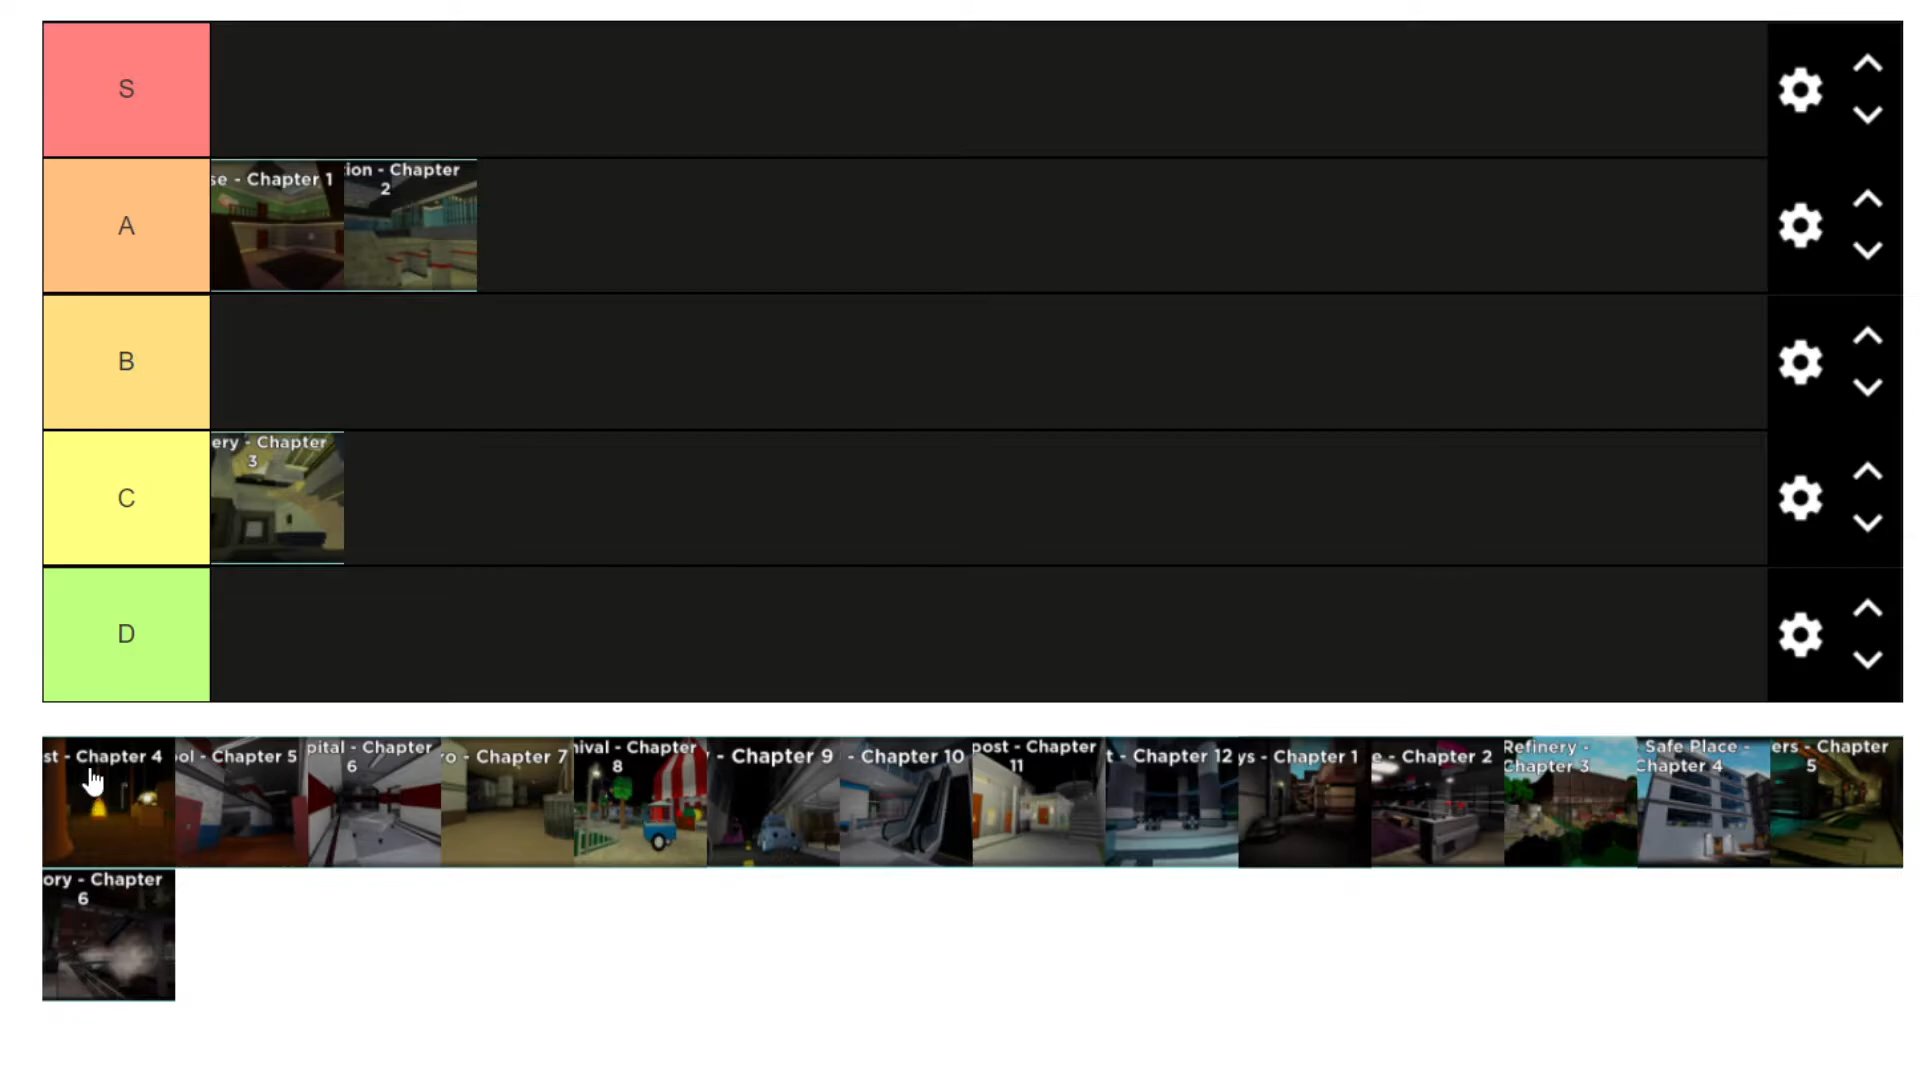 S
A
se - Chapter 1
ion - Chapter
2
B
C
ery - Chapter
3
D
st - Chapter 4
ol - Chapter 5
pital - Chapter
6
ro - Chapter 7
nival - Chapter
8
- Chapter 9
- Chapter 10
post - Chapter
11
t - Chapter 12
ys - Chapter 1
e - Chapter 2
Refinery -
Chapter 3
Safe Place -
Chapter 4
ers - Chapter
5
ory - Chapter
6